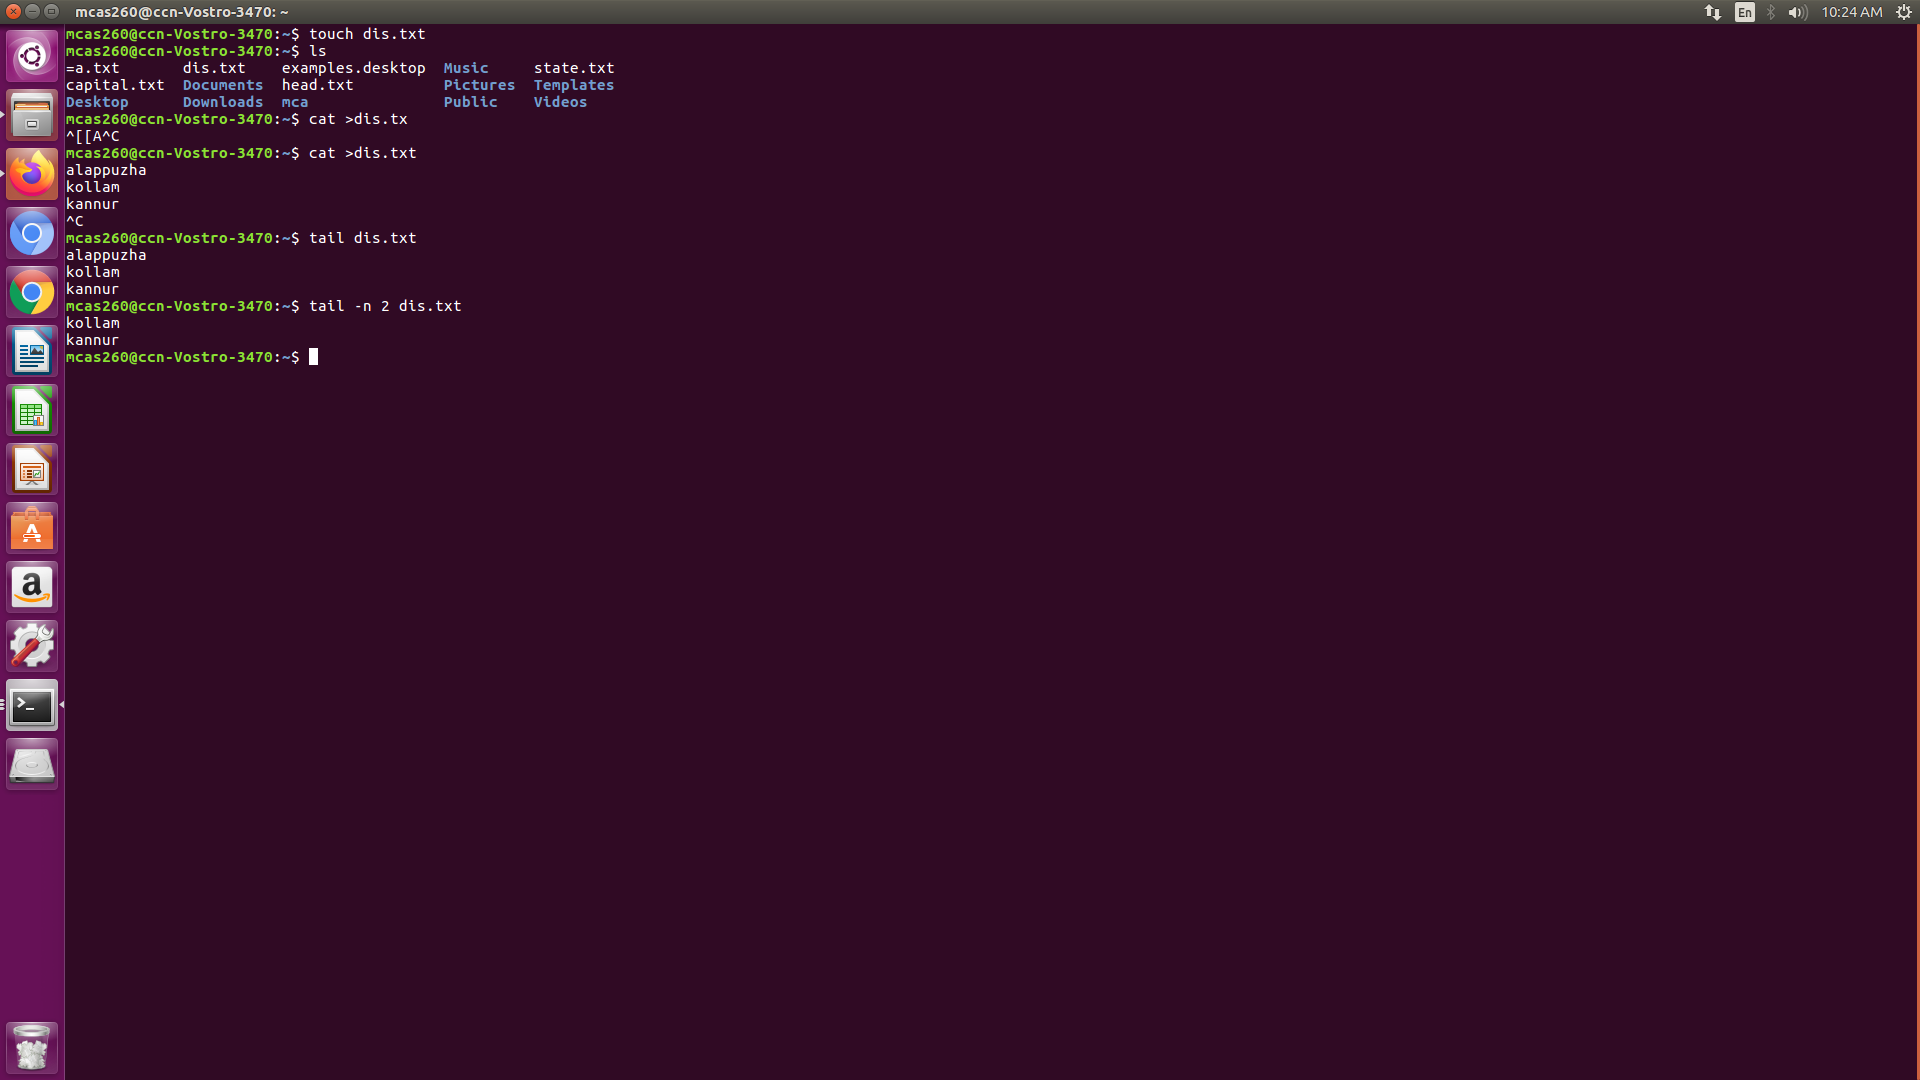 mcas260@ccn-Vostro-3470: ~
En
10:24 AM
mcas260@ccn-Vostro-3470:~$ touch dis.txt
mcas260@ccn-Vostro-3470:~$ ls
=a.txt       dis.txt    examples.desktop  Music     state.txt
capital.txt  Documents  head.txt          Pictures  Templates
Desktop      Downloads  mca               Public    Videos
mcas260@ccn-Vostro-3470:~$ cat >dis.tx
^[[A^C
mcas260@ccn-Vostro-3470:~$ cat >dis.txt
alappuzha
kollam
kannur
^C
mcas260@ccn-Vostro-3470:~$ tail dis.txt
alappuzha
kollam
kannur
mcas260@ccn-Vostro-3470:~$ tail -n 2 dis.txt
kollam
kannur
mcas260@ccn-Vostro-3470:~$